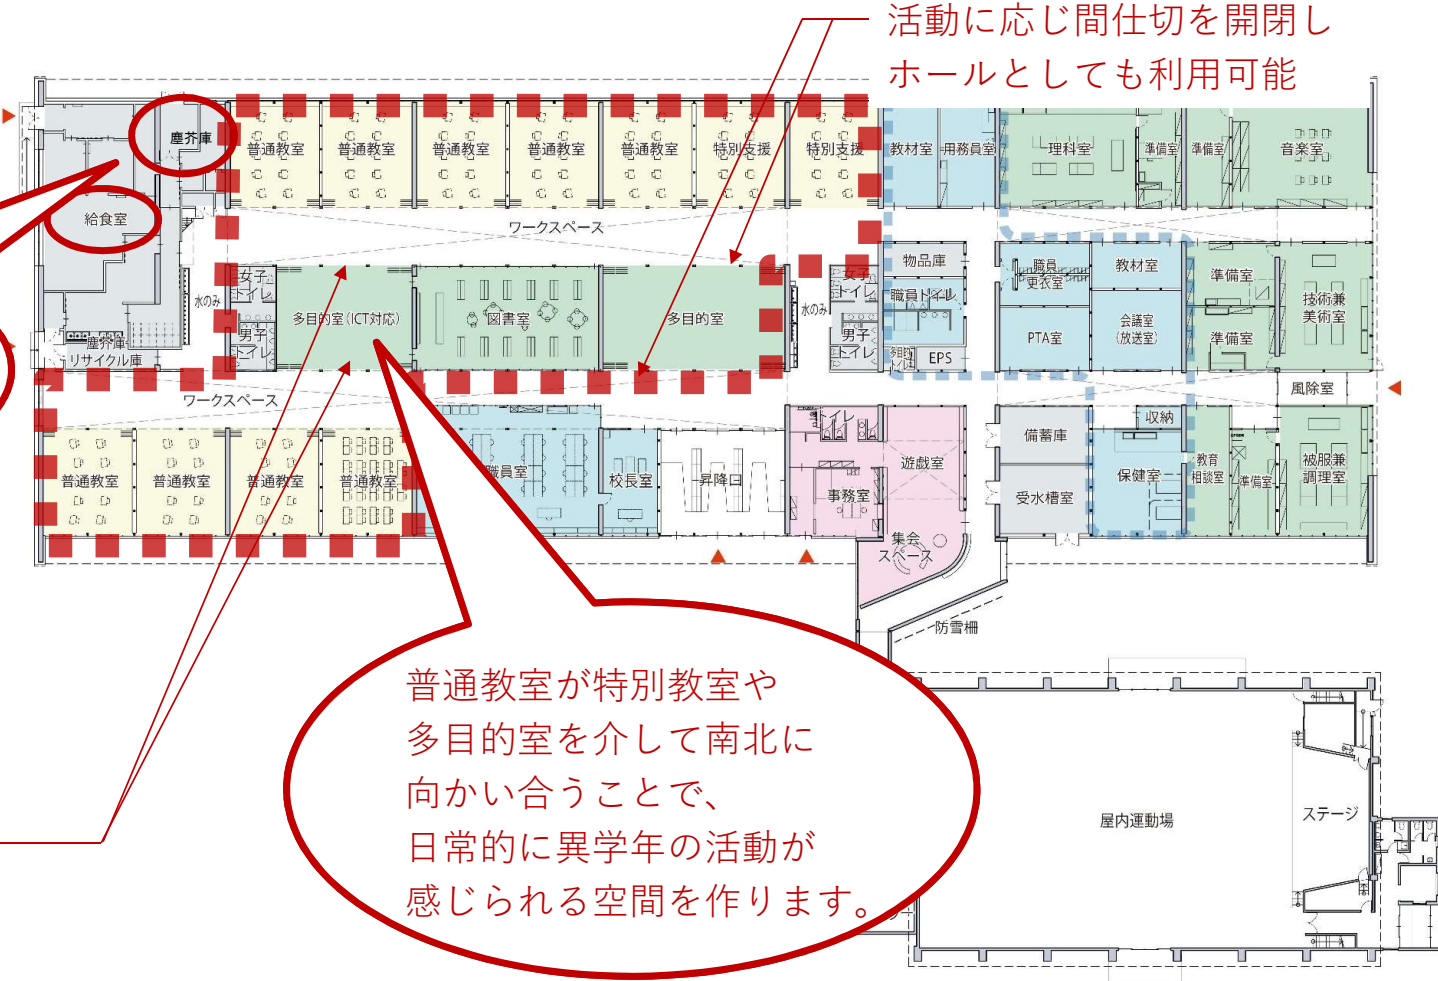 活動に応じ間仕切を開閉し
ホールとしても利用可能
塵芥庫
普通教室
普通教室
普通教室
普通教室
普通教室
特別支援
特別支援
教材室
用務員室
理科室
準備室
準備室
音楽室
給食室
ワークスペース
女子
トイレ
水のみ
多目的室(ICT対応)
図書室
多目的室
男子
トイレ
塵芥庫
リサイクル庫
水のみ
女子
トイレ
男子
トイレ
物品庫
職員トイレ
EPS
職員
更衣室
教材室
PTA室
会議室
(放送室)
準備室
準備室
技術兼
美術室
風除室
ワークスペース
普通教室
普通教室
普通教室
普通教室
職員室
校長室
昇降口
トイレ
事務室
遊戯室
集会
スペース
備蓄庫
受水槽室
収納
保健室
教育
相談室
準備室
被服兼
調理室
防雪柵
普通教室が特別教室や
多目的室を介して南北に
向かい合うことで、
日常的に異学年の活動が
感じられる空間を作ります。
屋内運動場
ステージ